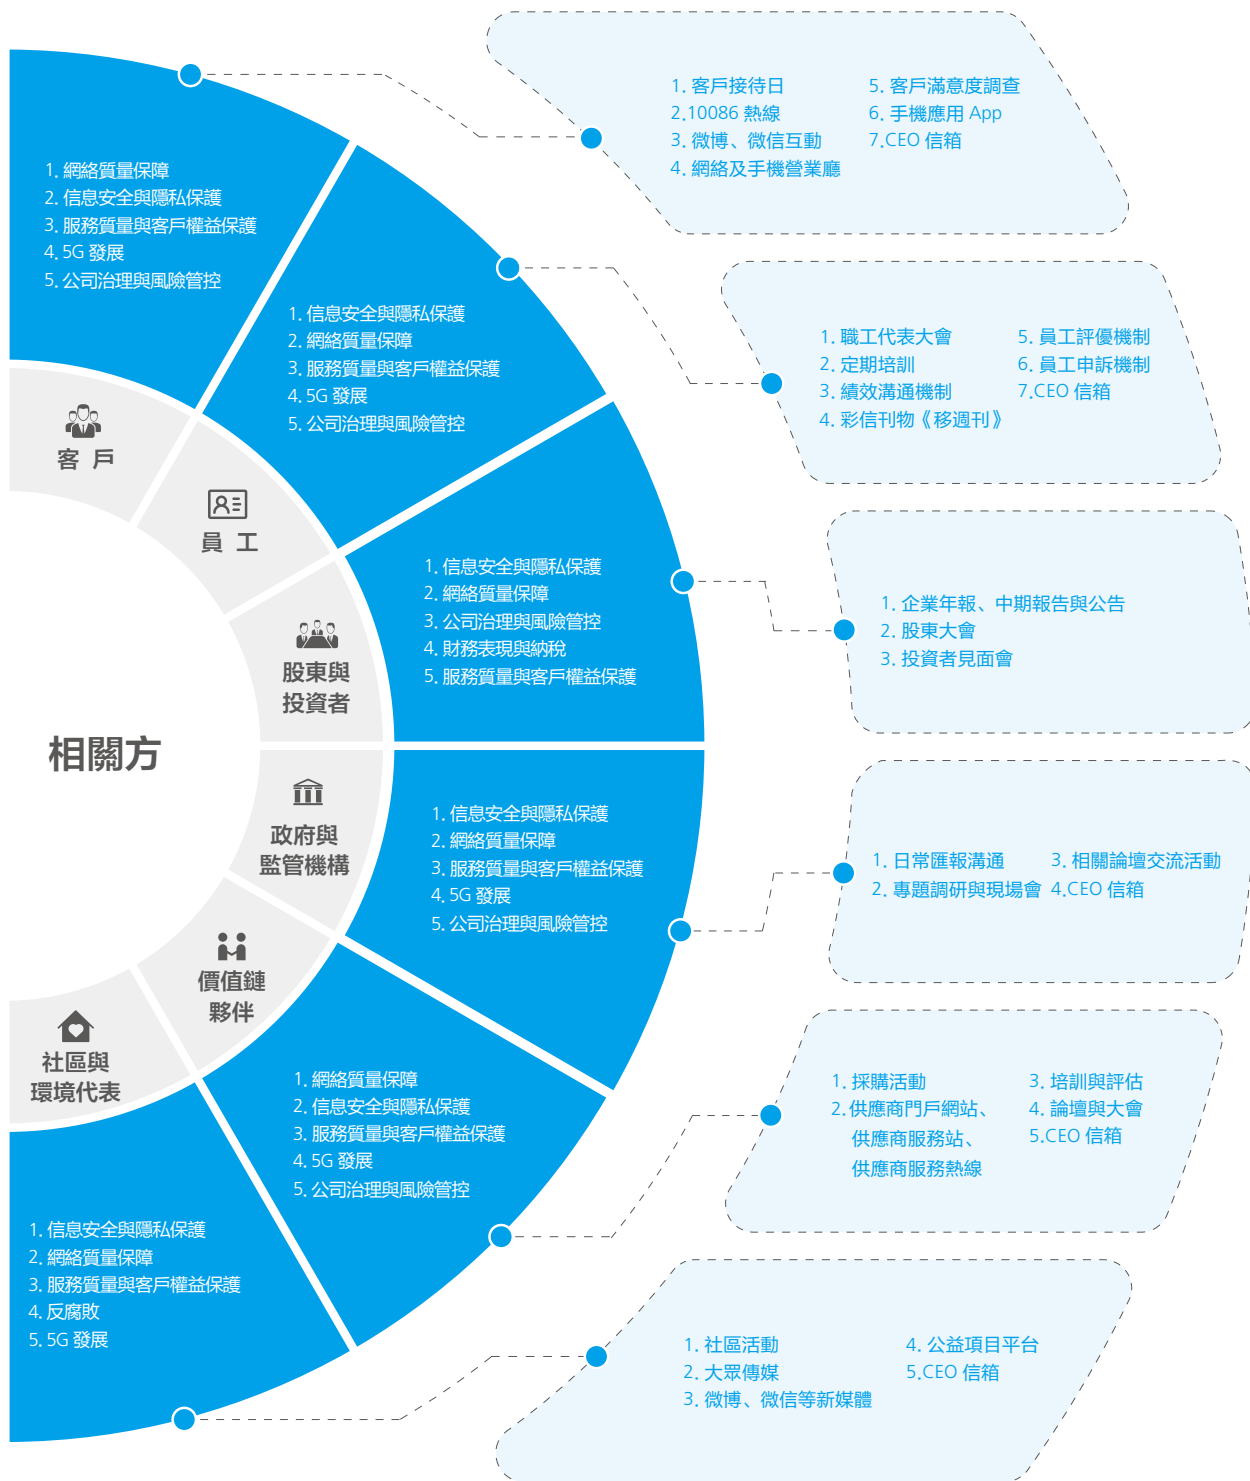 相關方
客 戶
1. 網絡質量保障
2. 信息安全與隱私保護
3. 服務質量與客戶權益保護
4. 5G 發展
5. 公司治理與風險管控
1. 客戶接待日
2.10086 熱線
3. 微博、微信互動
4. 網絡及手機營業廳
5. 客戶滿意度調查
6. 手機應用 App
7.CEO 信箱
員 工
1. 信息安全與隱私保護
2. 網絡質量保障
3. 服務質量與客戶權益保護
4. 5G 發展
5. 公司治理與風險管控
1. 職工代表大會
2. 定期培訓
3. 績效溝通機制
4. 彩信刊物《移週刊》
5. 員工評優機制
6. 員工申訴機制
7.CEO 信箱
股東與
投資者
1. 信息安全與隱私保護
2. 網絡質量保障
3. 公司治理與風險管控
4. 財務表現與納稅
5. 服務質量與客戶權益保護
1. 企業年報、中期報告與公告
2. 股東大會
3. 投資者見面會
政府與
監管機構
1. 信息安全與隱私保護
2. 網絡質量保障
3. 服務質量與客戶權益保護
4. 5G 發展
5. 公司治理與風險管控
1. 日常匯報溝通
2. 專題調研與現場會
3. 相關論壇交流活動
4.CEO 信箱
價值鏈
夥伴
1. 網絡質量保障
2. 信息安全與隱私保護
3. 服務質量與客戶權益保護
4. 5G 發展
5. 公司治理與風險管控
1. 採購活動
2. 供應商門戶網站、
供應商服務站、
供應商服務熱線
3. 培訓與評估
4. 論壇與大會
5.CEO 信箱
社區與
環境代表
1. 信息安全與隱私保護
2. 網絡質量保障
3. 服務質量與客戶權益保護
4. 反腐敗
5. 5G 發展
1. 社區活動
2. 大眾傳媒
3. 微博、微信等新媒體
4. 公益項目平台
5.CEO 信箱